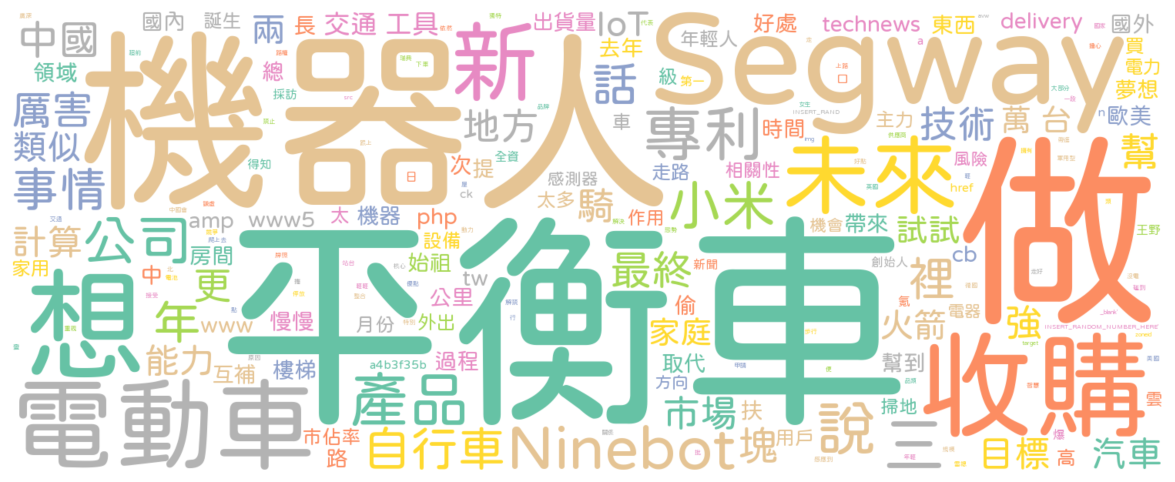 機器人
Segway
平衡車
做
新
想
收購
電動車
未來
Ninebot
小米
專利
三
說
產品
公司
自行車
中國
國內
誕生
兩
長
交通
工具
出貨量
IoT
好處
technews
東西
delivery
國外
領域
總
採訪
去年
年輕人
級
第一
買
電力
夢想
話
厲害
類似
事情
地方
車
時間
主力
技術
萬
台
歐美
幫
得知
全資
次
提
走路
相關性
風險
感測器
太多
騎
href
amp
www5
太
機器
php
作用
機會
帶來
試試
王野
計算
房間
設備
家用
中
更
始祖
tw
最終
新聞
創始人
cb
裡
年
www
慢慢
月份
公里
外出
偷
家庭
氪
火箭
電器
強
INSERT_RANDOM_NUMBER_HERE
能力
互補
樓梯
a4b3f35b
過程
取代
方向
幫到
掃地
雲
市佔率
路
市場
扶
塊
用戶
目標
高
爆
汽車
口
日
ck